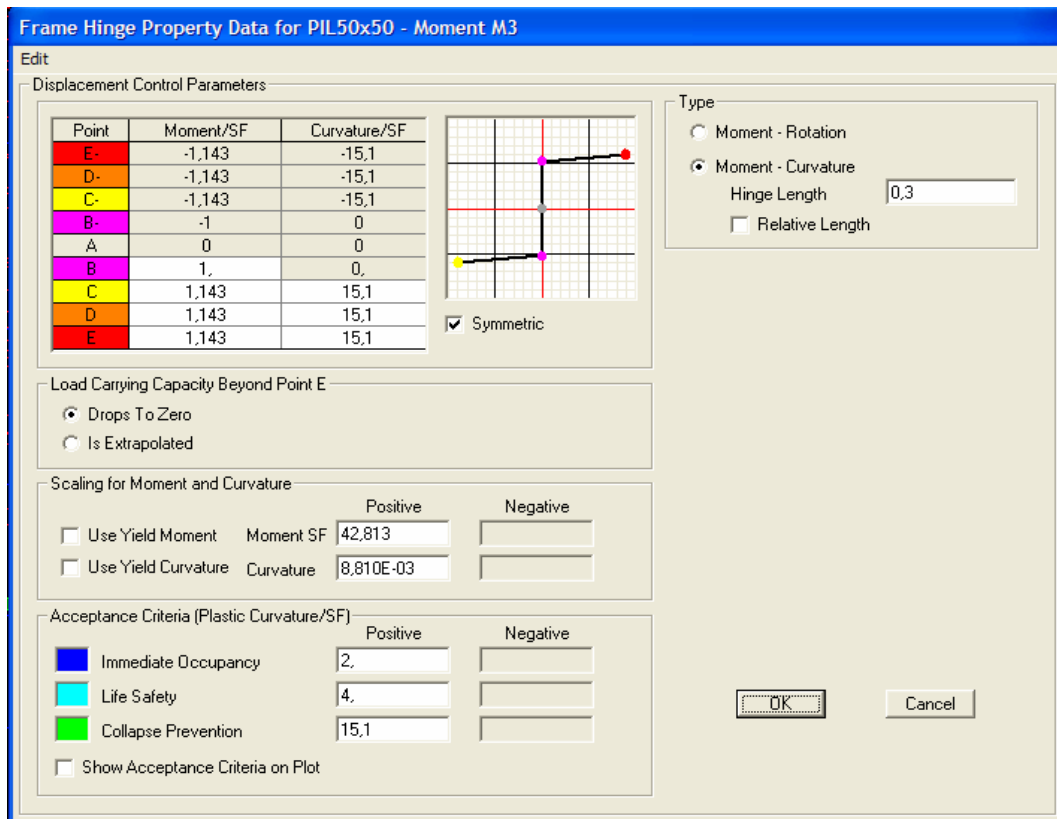 Frame Hinge Property Data for PIL50x50 - Moment M3
Edit
Displacement Control Parameters
Point Moment/SF Curvature/SF
E- -1,143 -15,1
D- -1,143 -15,1
C- -1,143 -15,1
B- -1 0
A 0 0
B 1, 0,
C 1,143 15,1
D 1,143 15,1
E 1,143 15,1
Symmetric
Type
Moment - Rotation
Moment - Curvature
Hinge Length 0,3
Relative Length
Load Carrying Capacity Beyond Point E
Drops To Zero
Is Extrapolated
Scaling for Moment and Curvature
Positive Negative
Use Yield Moment Moment SF 42,813
Use Yield Curvature Curvature 8,810E-03
Acceptance Criteria (Plastic Curvature/SF)
Positive Negative
Immediate Occupancy 2,
Life Safety 4,
Collapse Prevention 15,1
Show Acceptance Criteria on Plot
OK Cancel